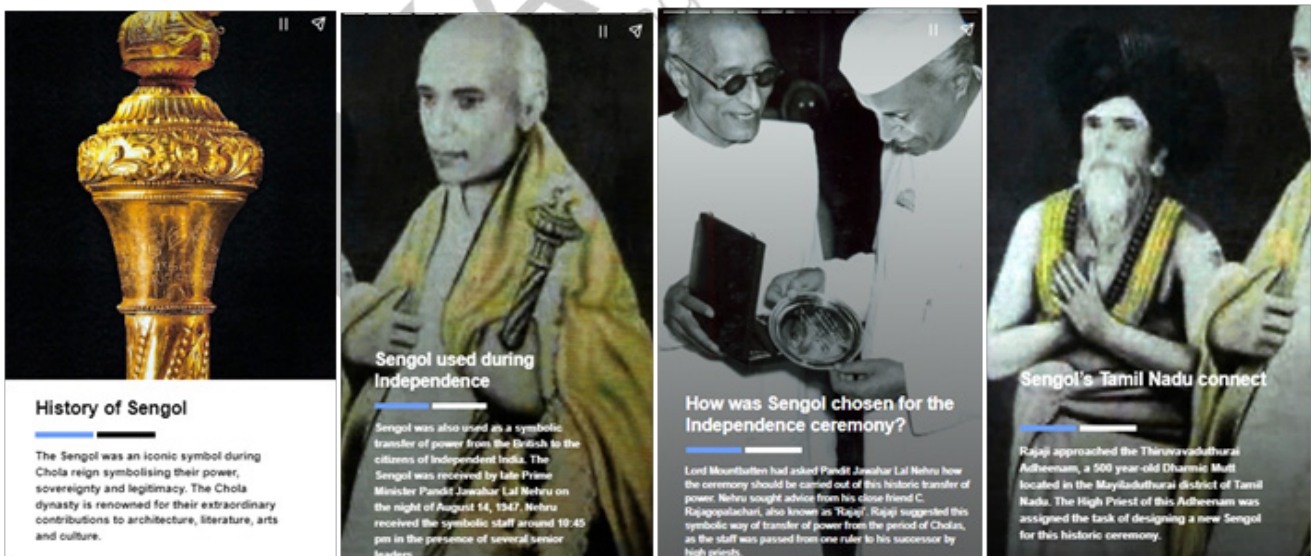 History of Sengol
The Sengol was an iconic symbol during
Chola reign symbolising their power,
sovereignty and legitimacy. The Chola
dynasty is renowned for their extraordinary
contributions to architecture, literature, arts
and culture.
Sengol used during
Independence
Sengol was also used as a symbolic
transfer of power from the British to the
citizens of Independent India. The
Sengol was received by late Prime
Minister Pandit Jawahar Lal Nehru on
the night of August 14, 1947. Nehru
received the symbolic staff around 10:45
pm in the presence of several senior
leaders
How was Sengol chosen for the
Independence ceremony?
Lord Mountbatten had asked Pandit Jawahar Lal Nehru how
the ceremony should be carried out of this historic transfer of
power. Nehru sought advice from his close friend C.
Rajagopalachari, also known as 'Rajaji'. Rajaji suggested this
symbolic way of transfer of power from the period of Cholas,
as the staff was passed from one ruler to his successor by
high priests.
Sengol's Tamil Nadu connect
Rajaji approached the Thiruvavaduthurai
Adheenam, a 500 year-old Dharmic Mutt
located in the Mayiladuthurai district of Tamil
Nadu. The High Priest of this Adheenam was
assigned the task of designing a new Sengol
for this historic ceremony.